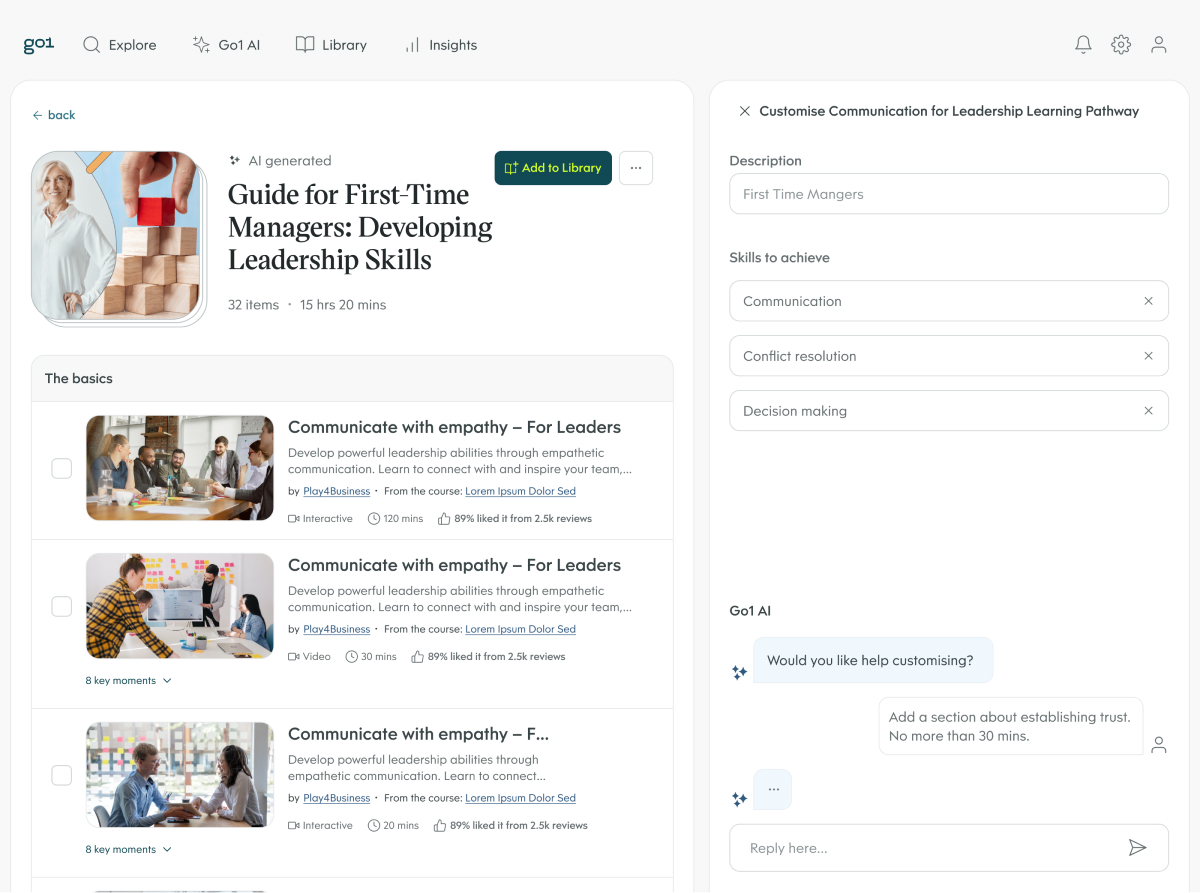 go1
Explore
Go1 AI
Library
Insights
← back
AI generated
Guide for First-Time
Managers: Developing
Leadership Skills
Add to Library
...
32 items · 15 hrs 20 mins
The basics
Communicate with empathy – For Leaders
Develop powerful leadership abilities through empathetic
communication. Learn to connect with and inspire your team,...
by Play4Business · From the course: Lorem Ipsum Dolor Sed
Interactive 120 mins 89% liked it from 2.5k reviews
Communicate with empathy – For Leaders
Develop powerful leadership abilities through empathetic
communication. Learn to connect with and inspire your team,...
by Play4Business · From the course: Lorem Ipsum Dolor Sed
Video 30 mins 89% liked it from 2.5k reviews
8 key moments
Communicate with empathy – F...
Develop powerful leadership abilities through
empathetic communication. Learn to connect...
by Play4Business · From the course: Lorem Ipsum Dolor Sed
Interactive 20 mins 89% liked it from 2.5k reviews
8 key moments
Customise Communication for Leadership Learning Pathway
Description
First Time Mangers
Skills to achieve
Communication
Conflict resolution
Decision making
Go1 AI
Would you like help customising?
Add a section about establishing trust.
No more than 30 mins.
...
Reply here...